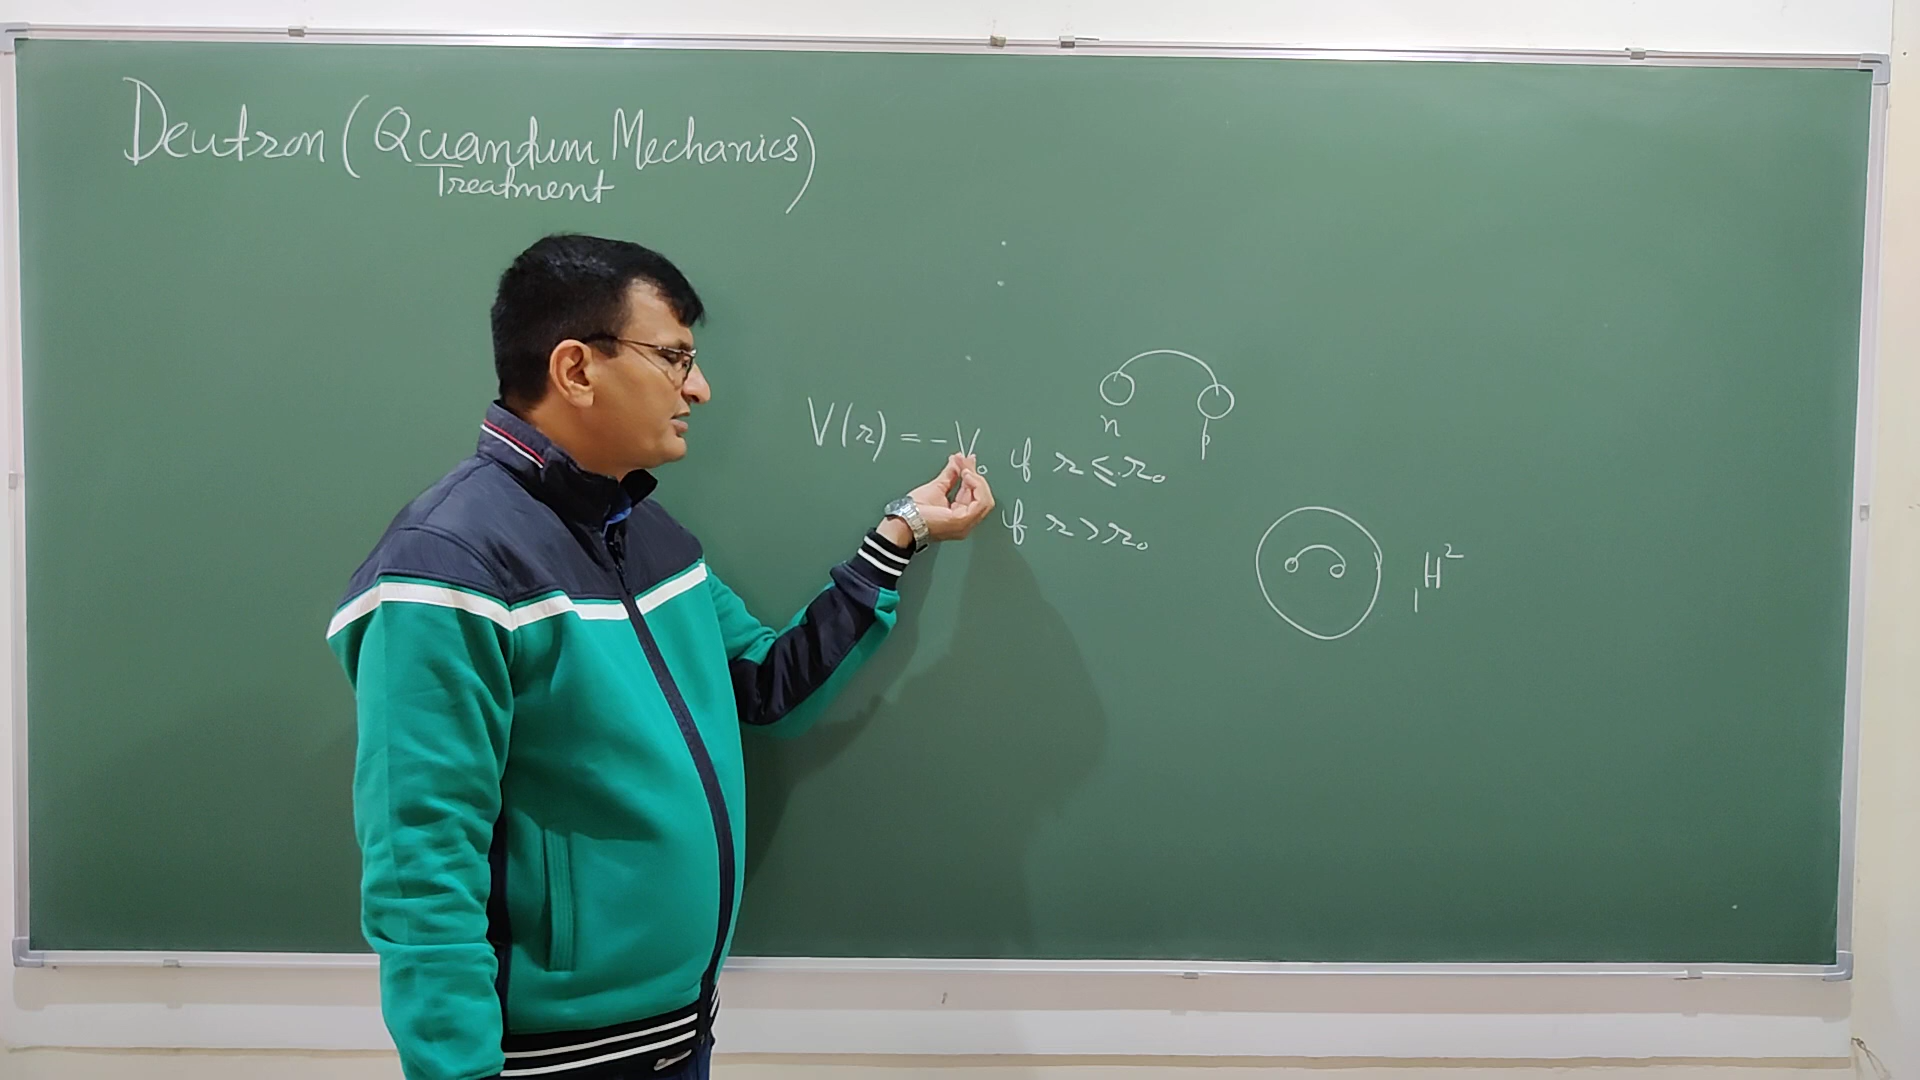 Deutron (Quantum Mechanics)
Treatment
n
p
V(r) = -V₀ if r ≤ r₀
if r > r₀
₁H²